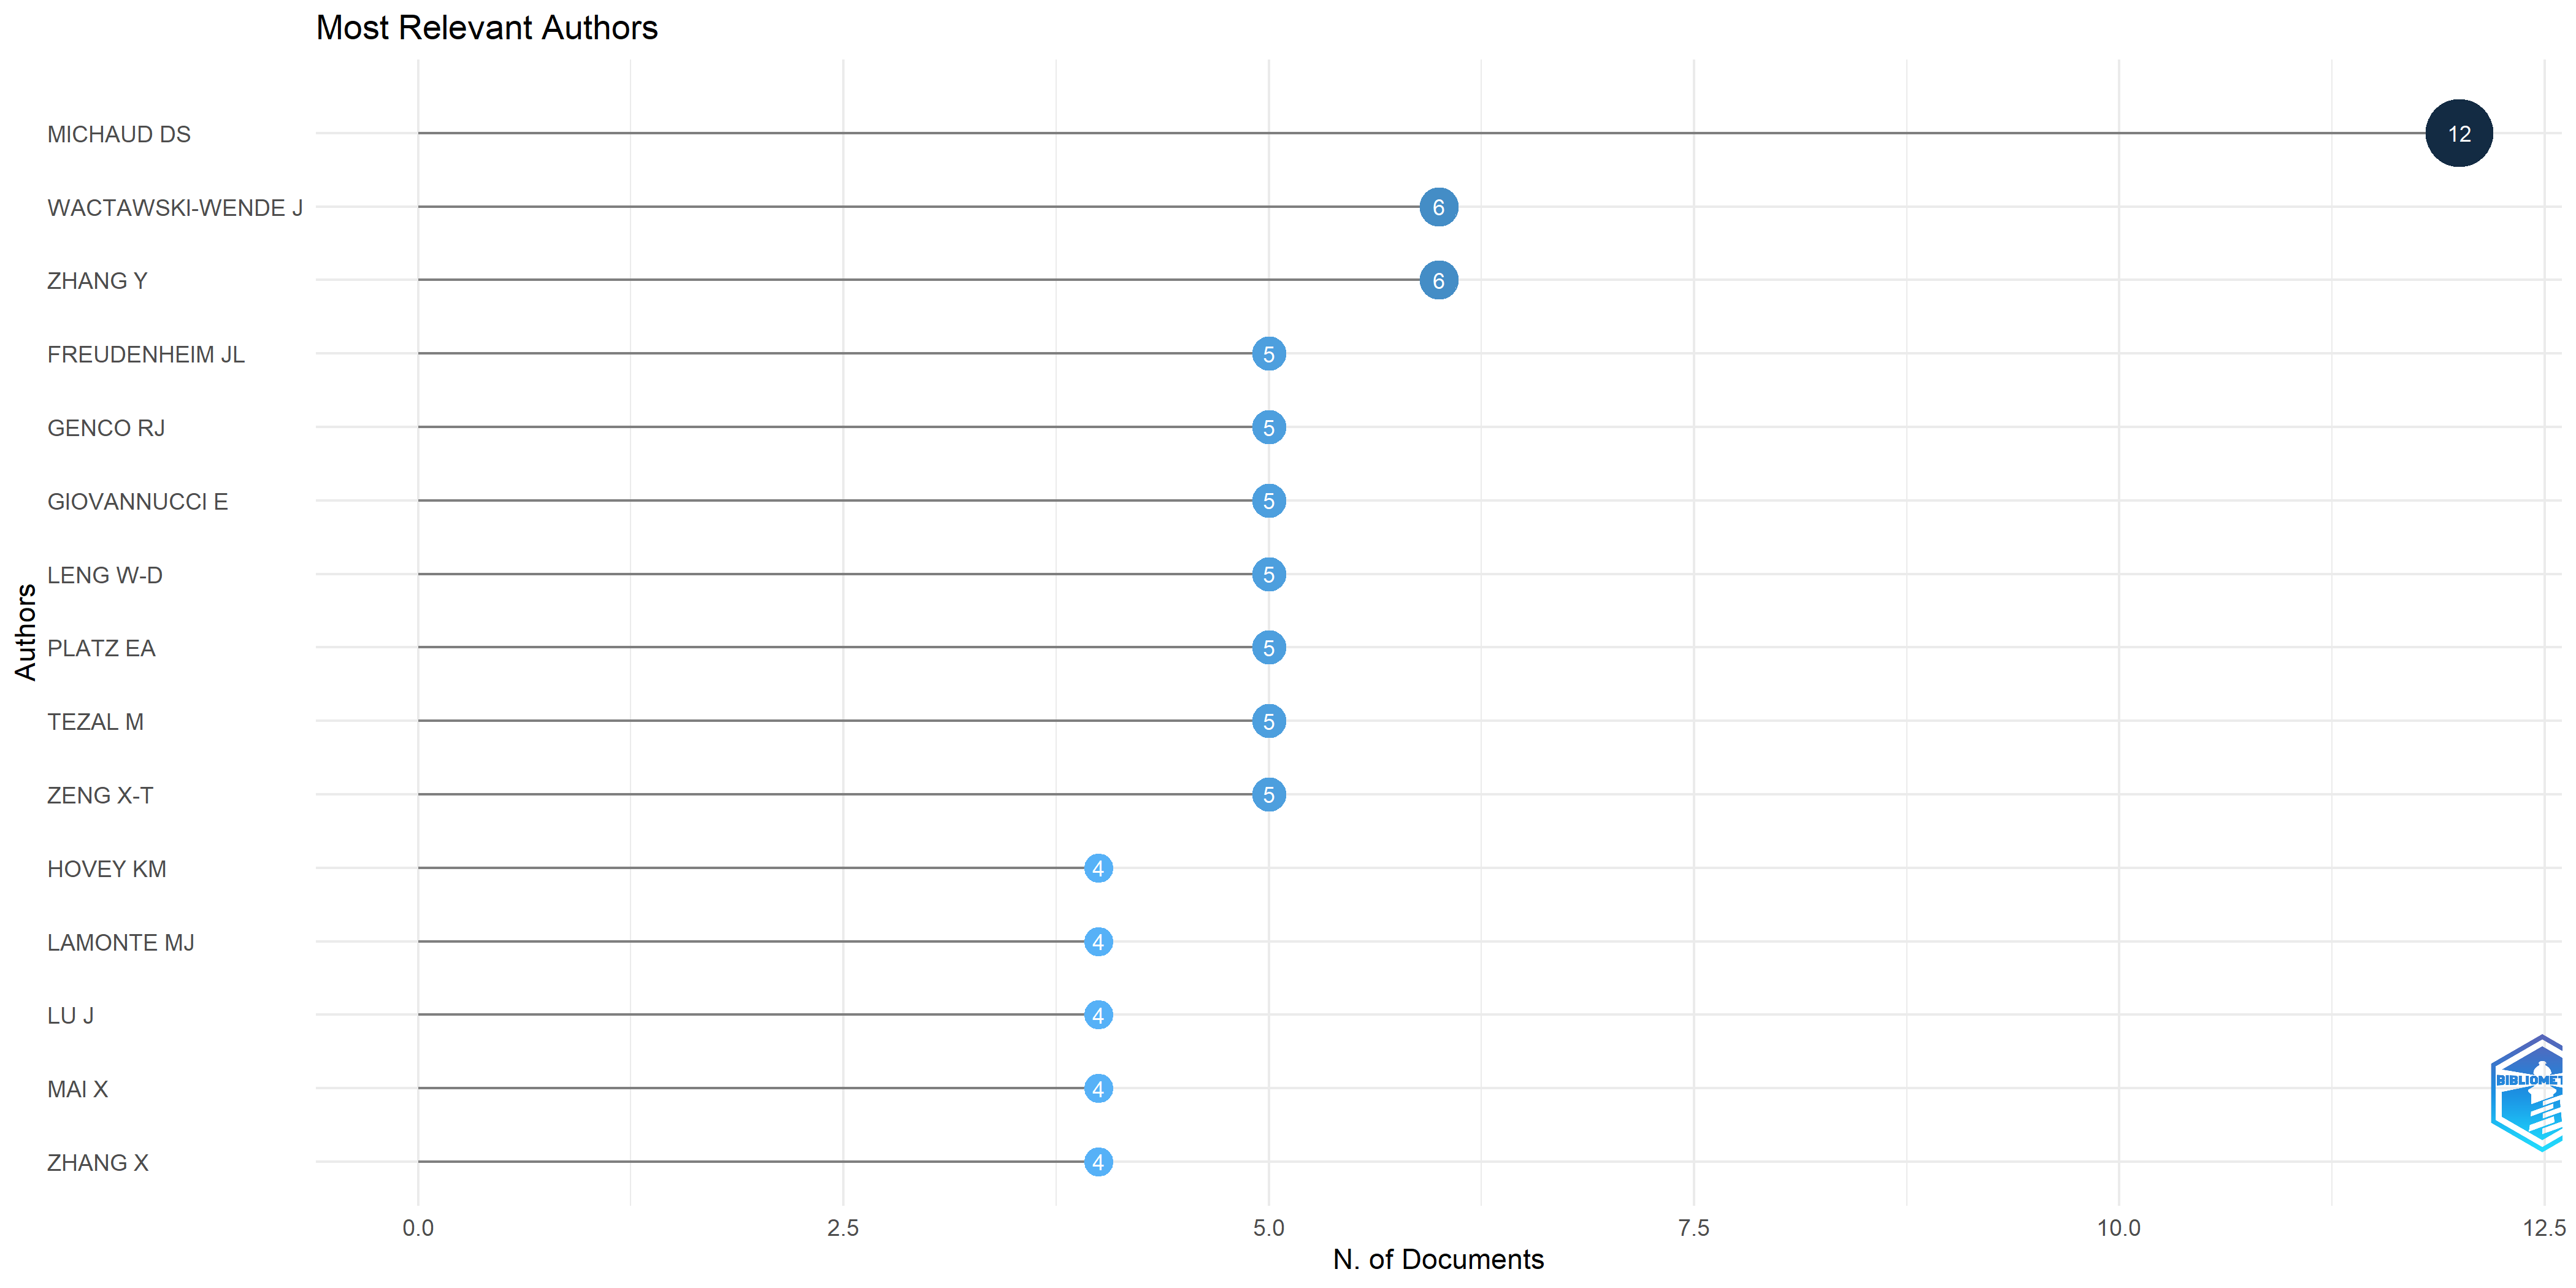 Most Relevant Authors
MICHAUD DS
12
WACTAWSKI-WENDE J
6
ZHANG Y
6
FREUDENHEIM JL
5
GENCO RJ
5
GIOVANNUCCI E
5
LENG W-D
5
PLATZ EA
5
TEZAL M
5
ZENG X-T
5
HOVEY KM
4
LAMONTE MJ
4
LU J
4
MAI X
4
ZHANG X
4
Authors
BIBLIOMET
0.0 2.5 5.0 7.5 10.0 12.5
N. of Documents